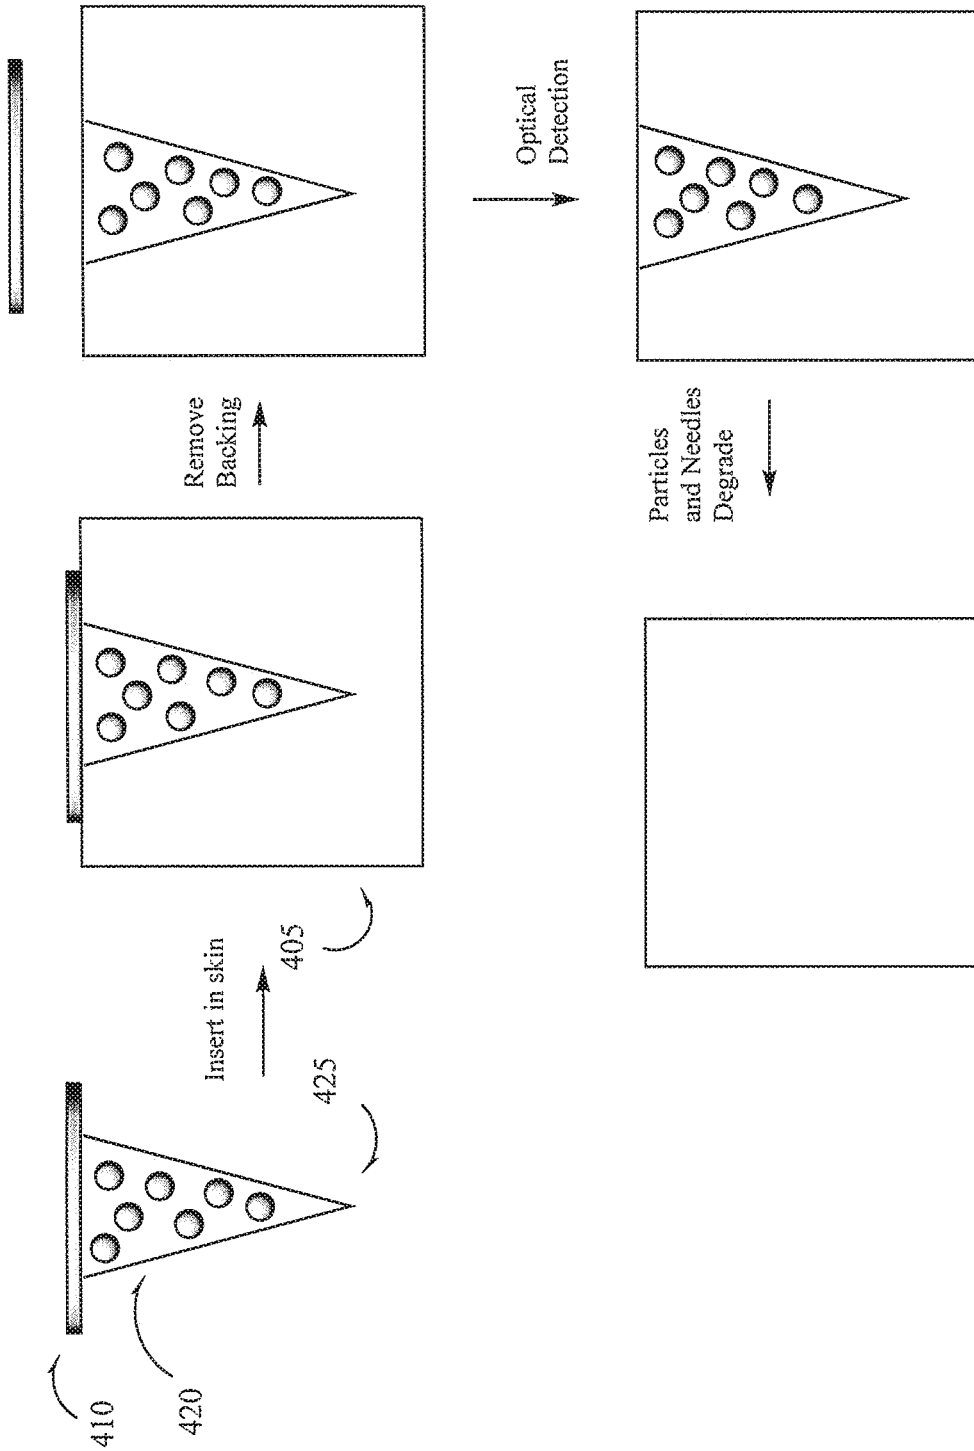 410
420
425
Insert in skin
405
Remove
Backing
Optical
Detection
Particles
and Needles
Degrade